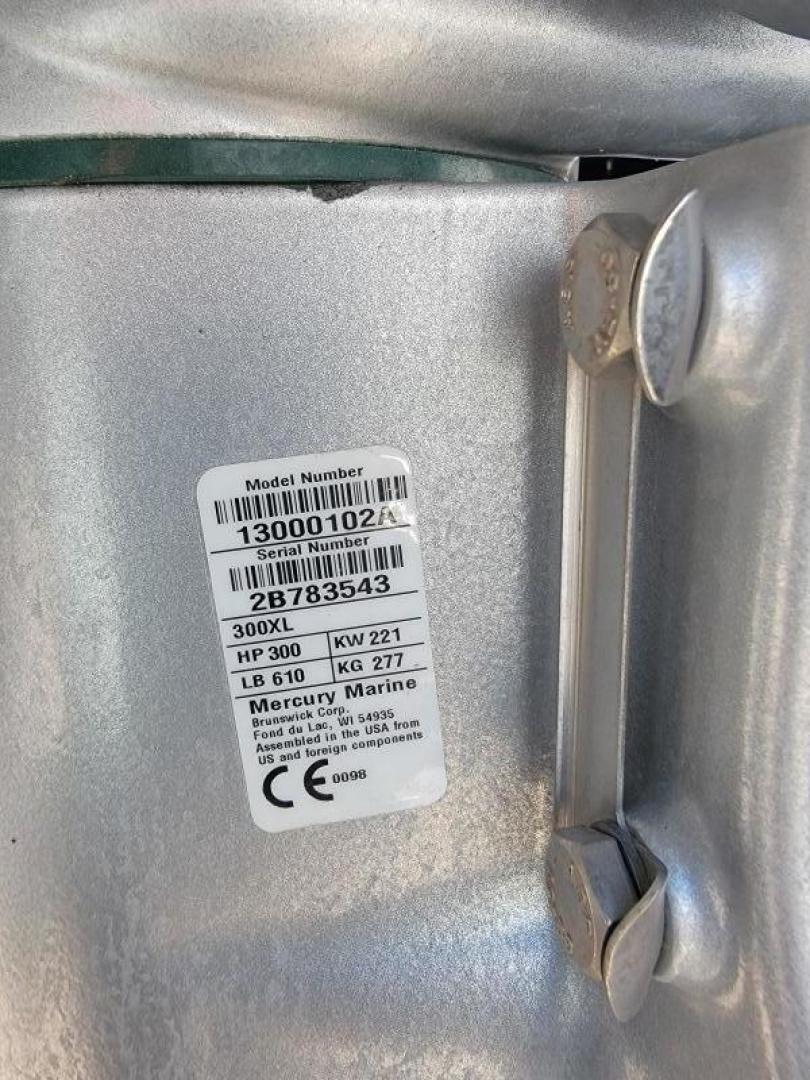 Model Number
13000102A
Serial Number
2B783543
300XL
HP 300 KW 221
LB 610 KG 277
Mercury Marine
Brunswick Corp.
Fond du Lac, WI 54935
Assembled in the USA from
US and foreign components
CE 0098